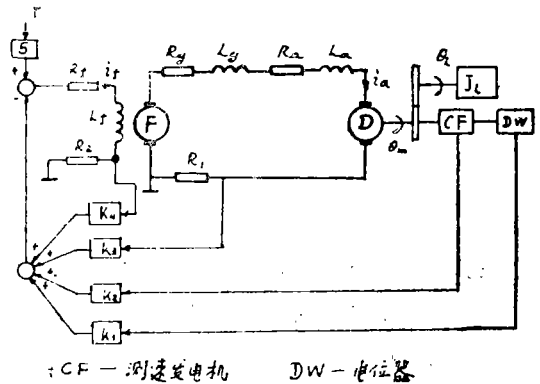 r
5
+
-
R_f
i_f
L_f
R_2
F
R_g
L_g
R_a
L_a
i_a
R_1
D
θ_m
θ_L
J_L
CF
DW
K_4
K_3
K_2
K_1
+
+
+
+
CF — 测速发电机 DW — 电位器